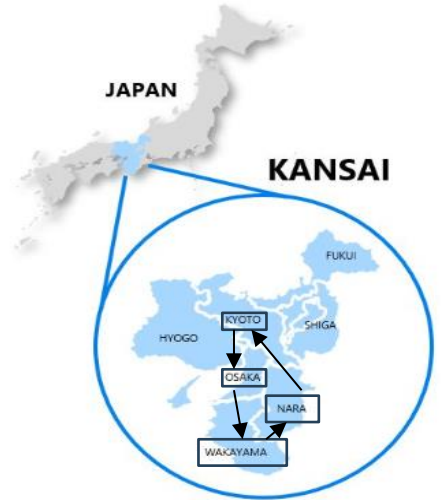 JAPAN
KANSAI
FUKUI
KYOTO
SHIGA
HYOGO
OSAKA
NARA
WAKAYAMA